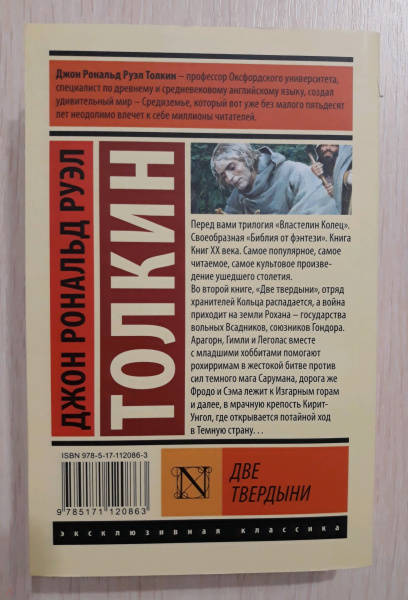 Джон Рональд Руэл Толкин – профессор Оксфордского университета,
специалист по древнему и средневековому английскому языку, создал
удивительный мир – Средиземье, который вот уже без малого пятьдесят
лет неодолимо влечет к себе миллионы читателей.
ДЖОН РОНАЛЬД РУЭЛ
ТОЛКИН
Перед вами трилогия «Властелин Колец».
Своеобразная «Библия от фэнтези». Книга
Книг XX века. Самое популярное, самое
читаемое, самое культовое произве-
дение ушедшего столетия.
Во второй книге, «Две твердыни», отряд
хранителей Кольца распадается, а война
приходит на земли Рохана – государства
вольных Всадников, союзников Гондора.
Арагорн, Гимли и Леголас вместе
с младшими хоббитами помогают
рохирримам в жестокой битве против
сил темного мага Сарумана, дорога же
Фродо и Сэма лежит к Изгарным горам
и далее, в мрачную крепость Кирит-
Унгол, где открывается потайной ход
в Темную страну. . .
ISBN 978-5-17-112086-3
9 785171 120863
N
ДВЕ
ТВЕРДЫНИ
эксклюзивная классика